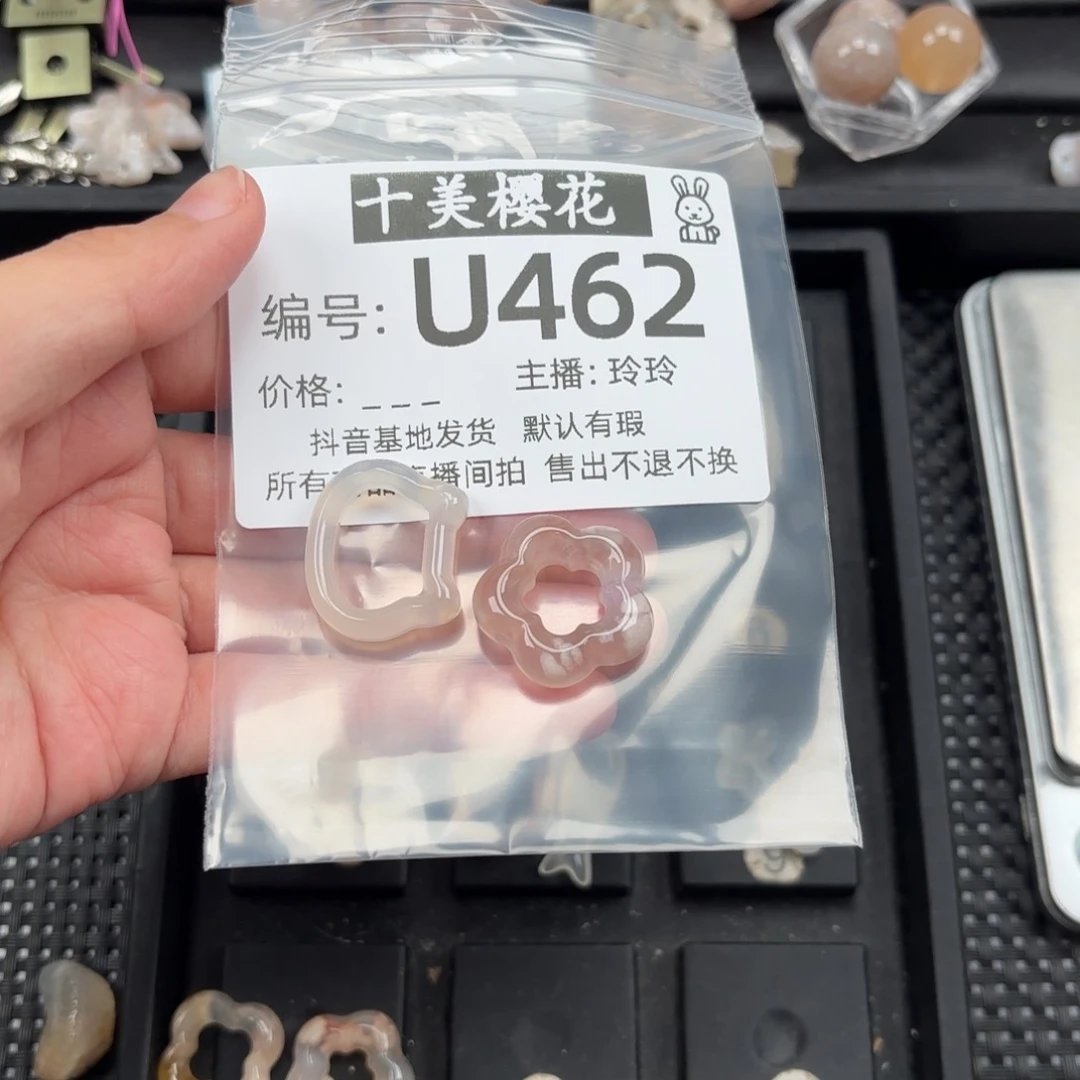 十美樱花
编号: U462
价格: _ _ _ 主播: 玲玲
抖音基地发货 默认有瑕
所有 播间拍 售出不退不换